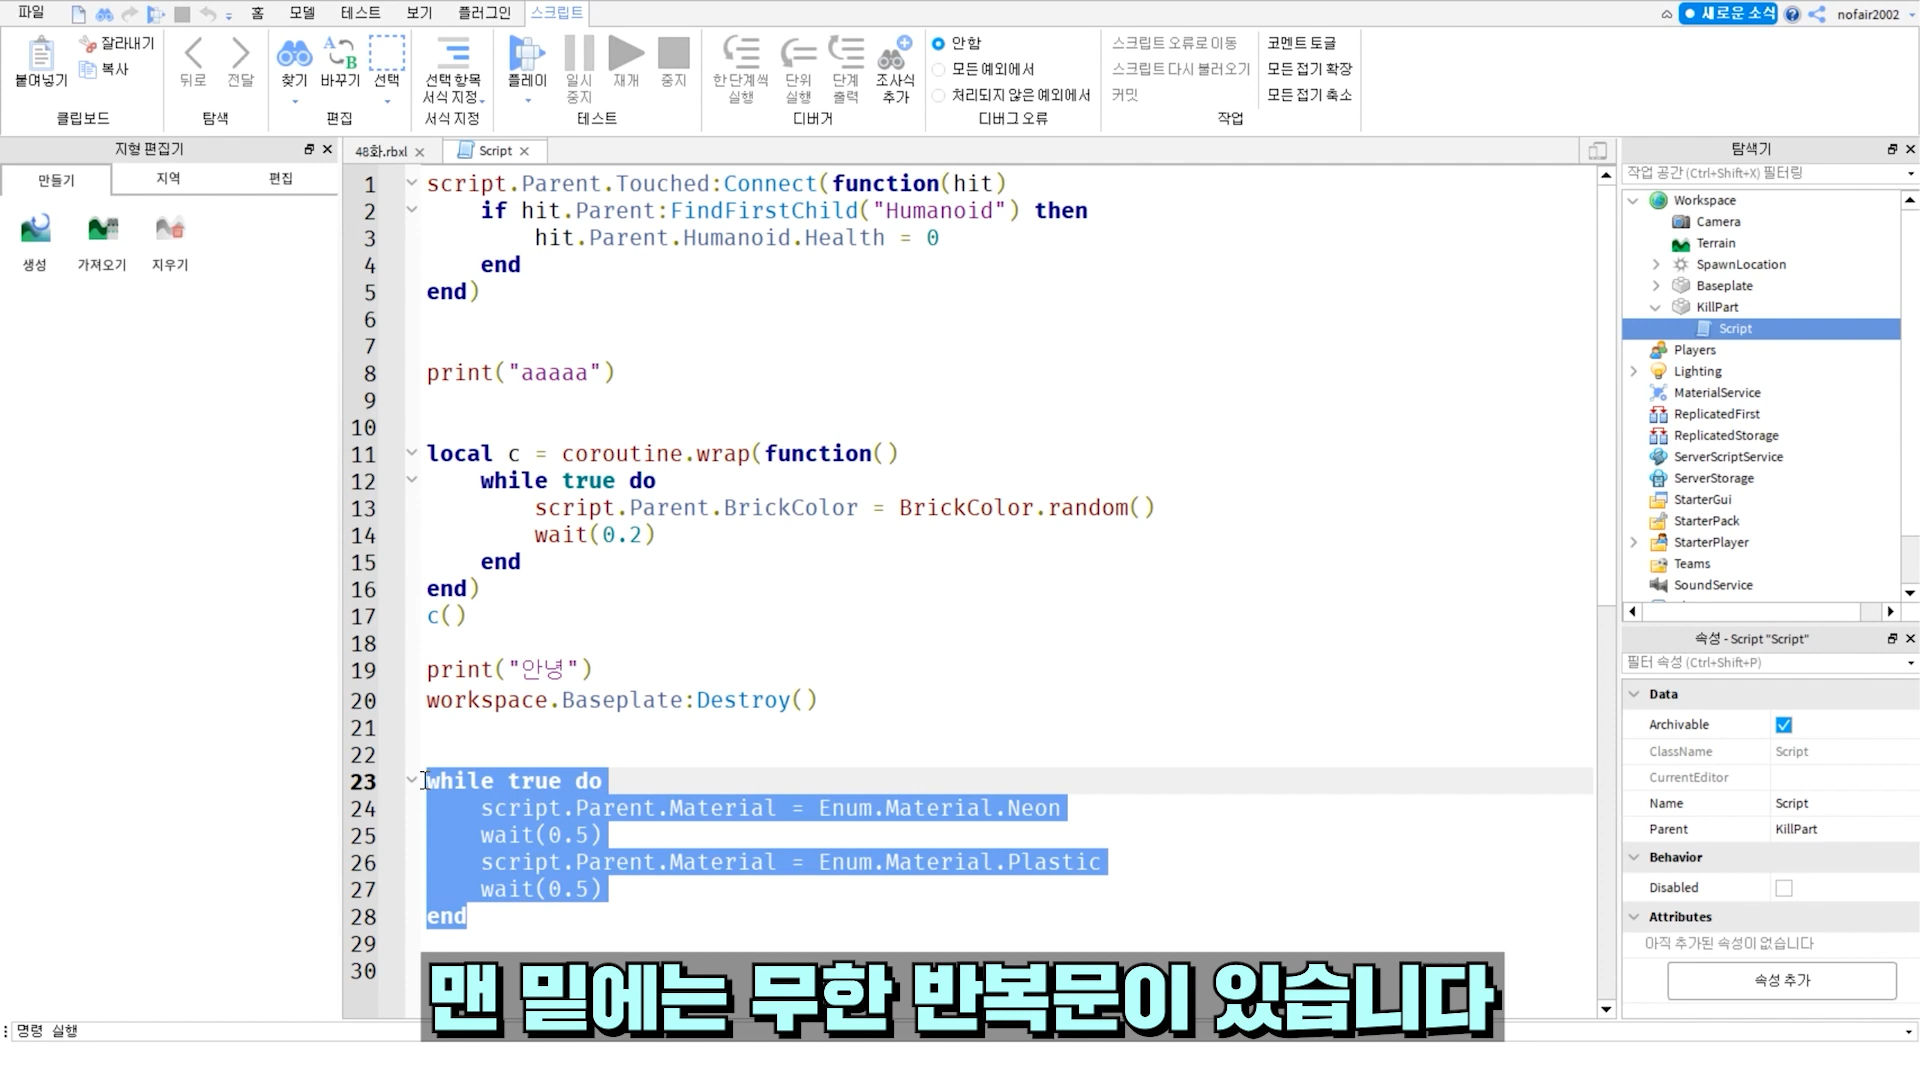 파일 홈 모델 테스트 보기 플러그인 스크립트 새로운 소식 nofair2002
붙여넣기 잘라내기 복사 클립보드
뒤로 전달 탐색
찾기 바꾸기 선택 편집
선택 항목 서식 지정 서식 지정
플레이 일시 중지 재개 중지 테스트
한 단계씩 실행 단위 실행 단계 출력 조사식 추가 디버거
안함
모든 예외에서
처리되지 않은 예외에서
디버그 오류
스크립트 오류로 이동 코멘트 토글
스크립트 다시 불러오기 모든 접기 확장
커밋 모든 접기 축소
작업
지형 편집기
만들기 지역 편집
생성 가져오기 지우기
48화.rbxl Script
1 script.Parent.Touched:Connect(function(hit)
2 if hit.Parent:FindFirstChild("Humanoid") then
3 hit.Parent.Humanoid.Health = 0
4 end
5 end)
6
7
8 print("aaaaa")
9
10
11 local c = coroutine.wrap(function()
12 while true do
13 script.Parent.BrickColor = BrickColor.random()
14 wait(0.2)
15 end
16 end)
17 c()
18
19 print("안녕")
20 workspace.Baseplate:Destroy()
21
22
23 while true do
24 script.Parent.Material = Enum.Material.Neon
25 wait(0.5)
26 script.Parent.Material = Enum.Material.Plastic
27 wait(0.5)
28 end
29
30
맨 밑에는 무한 반복문이 있습니다
탐색기
작업 공간(Ctrl+Shift+X) 필터링
Workspace
Camera
Terrain
SpawnLocation
Baseplate
KillPart
Script
Players
Lighting
MaterialService
ReplicatedFirst
ReplicatedStorage
ServerScriptService
ServerStorage
StarterGui
StarterPack
StarterPlayer
Teams
SoundService
속성 - Script "Script"
필터 속성 (Ctrl+Shift+P)
Data
Archivable
ClassName Script
CurrentEditor
Name Script
Parent KillPart
Behavior
Disabled
Attributes
아직 추가된 속성이 없습니다
속성 추가
명령 실행